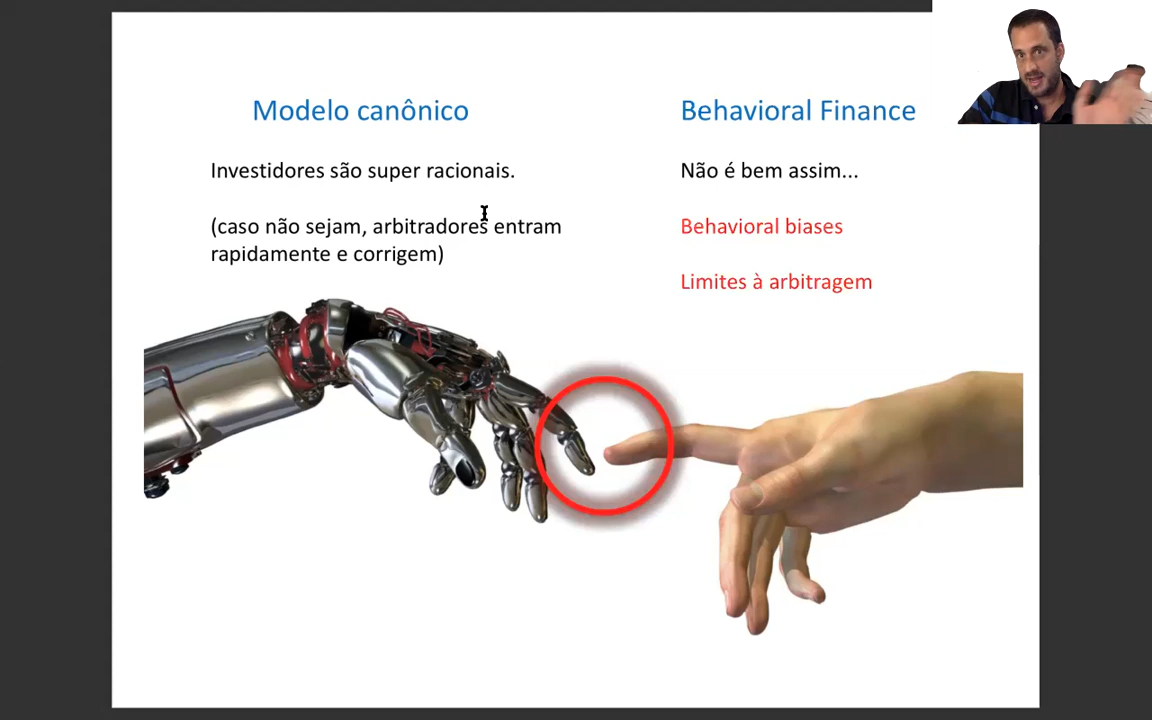 Modelo canônico
Investidores são super racionais.
(caso não sejam, arbitradores entram
rapidamente e corrigem)
Behavioral Finance
Não é bem assim...
Behavioral biases
Limites à arbitragem